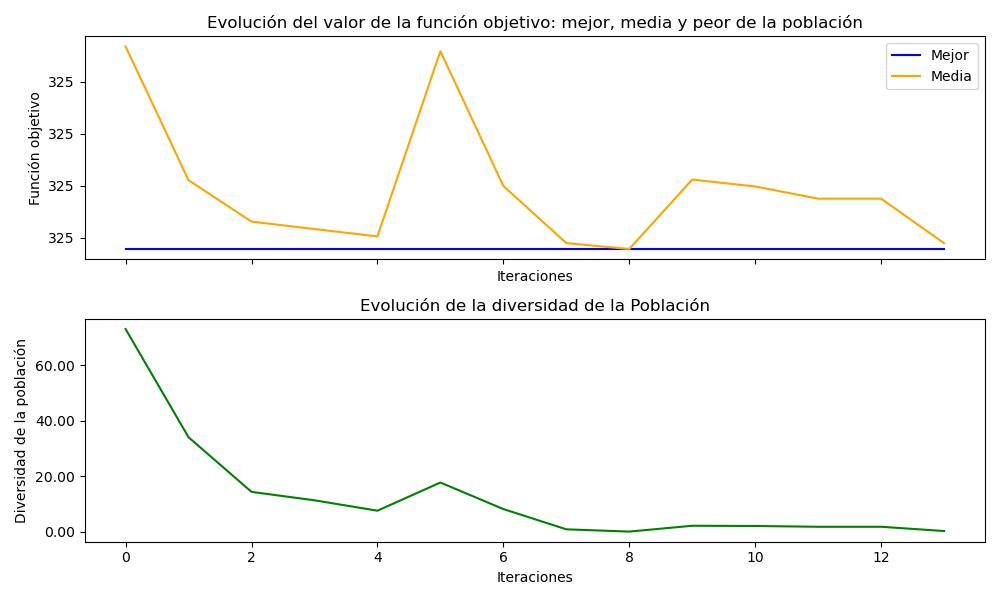 Evolución del valor de la función objetivo: mejor, media y peor de la población
Mejor
Media
325
325
325
325
Función objetivo
Iteraciones
Evolución de la diversidad de la Población
60.00
40.00
20.00
0.00
Diversidad de la población
0 2 4 6 8 10 12
Iteraciones